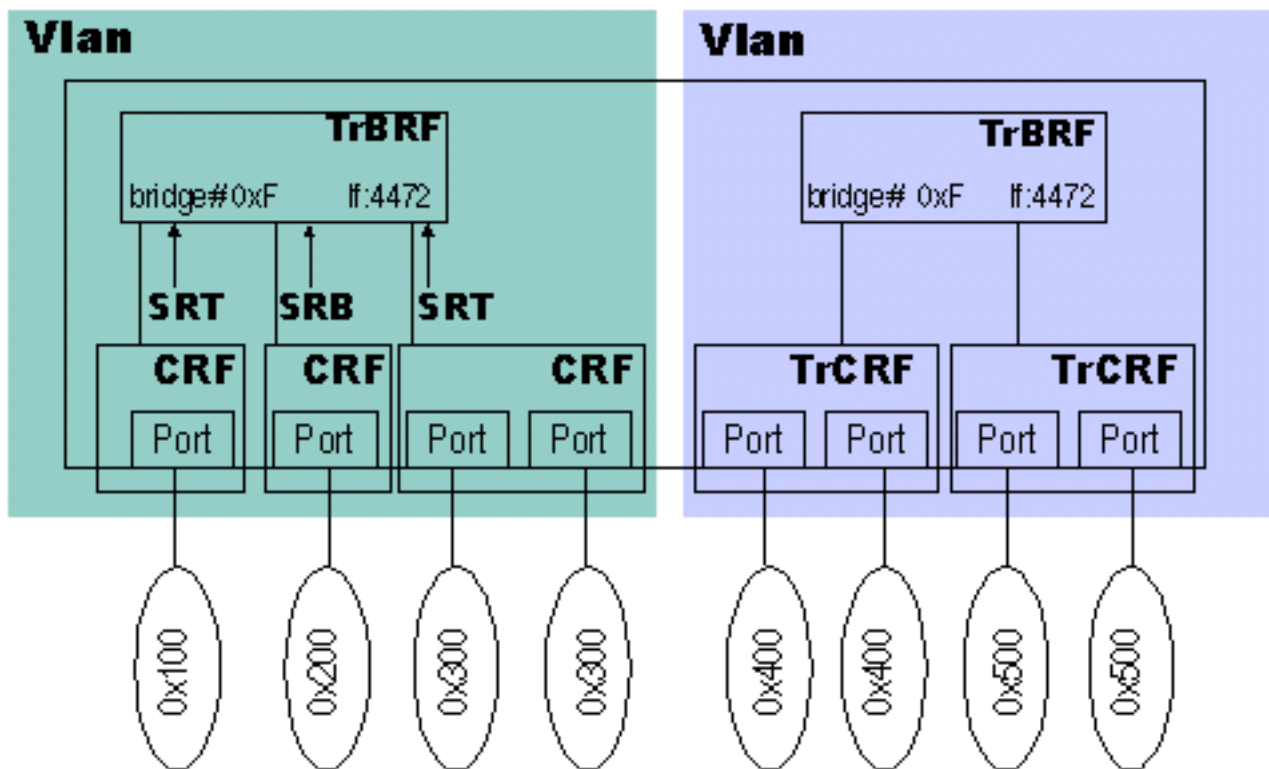 Vlan
TrBRF
bridge# 0xF lf:4472
SRT SRB SRT
CRF CRF CRF
Port Port Port Port
0x100 0x200 0x300 0x300
Vlan
TrBRF
bridge# 0xF lf:4472
TrCRF TrCRF
Port Port Port Port
0x400 0x400 0x500 0x500